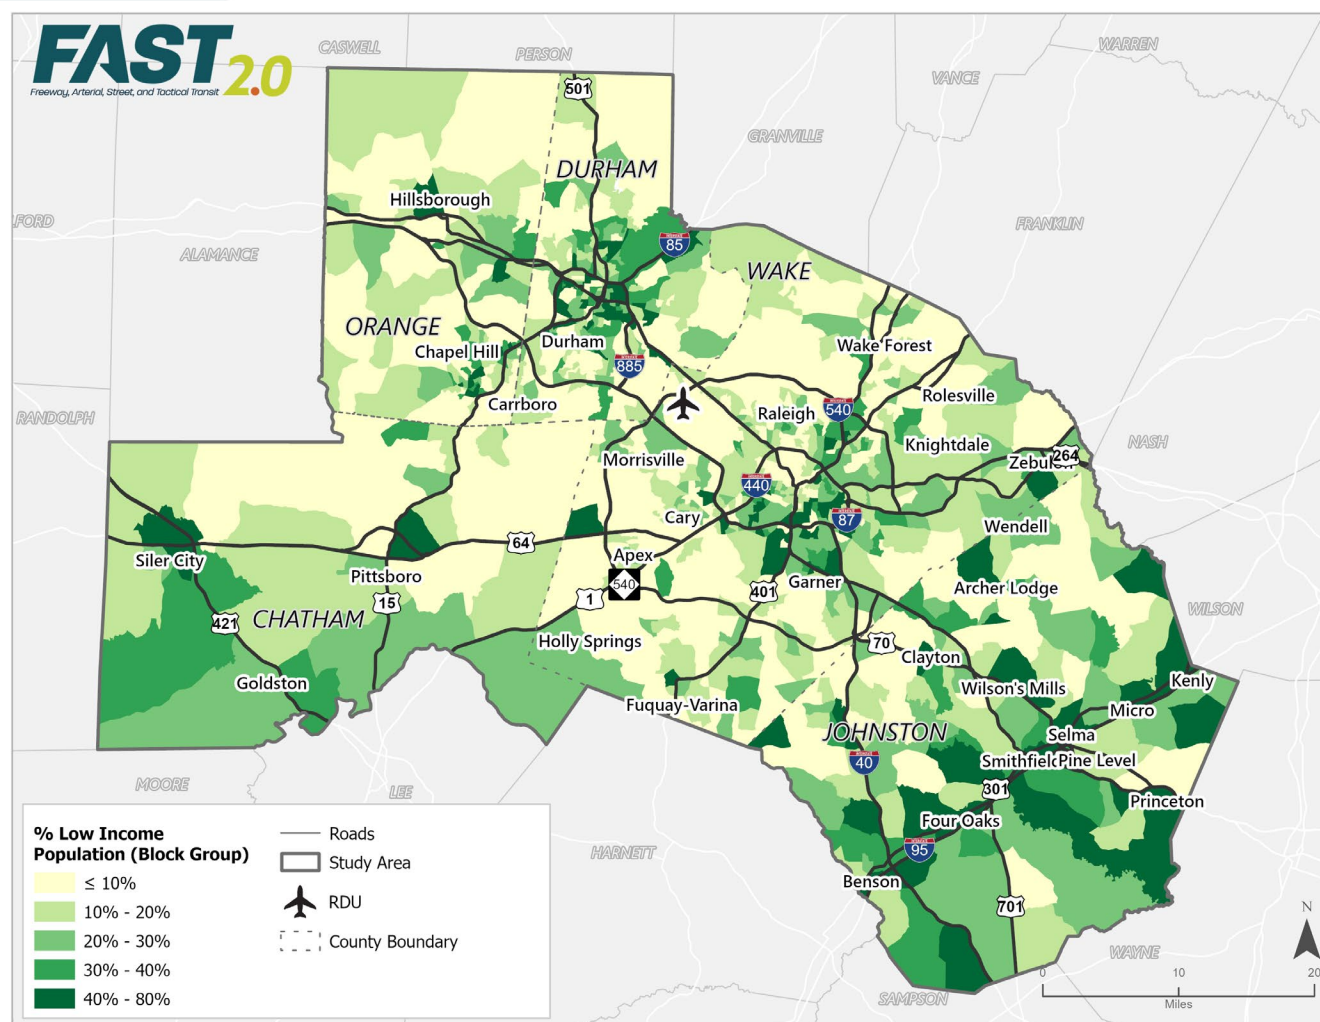 FAST 2.0
Freeway, Arterial, Street, and Tactical Transit
CASWELL
PERSON
WARREN
VANCE
501
GRANVILLE
DURHAM
Hillsborough
FORD
FRANKLIN
ALAMANCE
85
WAKE
ORANGE
Chapel Hill
Durham
Wake Forest
885
Carrboro
Raleigh
540
Rolesville
RANDOLPH
Knightdale
NASH
Morrisville
Zebulon
264
440
Cary
87
Wendell
64
Siler City
Apex
Pittsboro
Garner
Archer Lodge
540
401
15
1
WILSON
421
CHATHAM
Holly Springs
70
Clayton
Goldston
Wilson's Mills
Kenly
Fuquay-Varina
Micro
JOHNSTON
Selma
40
Smithfield
Pine Level
MOORE
LEE
301
Princeton
Four Oaks
HARNETT
95
Benson
701
WAYNE
SAMPSON
% Low Income
Population (Block Group)
≤ 10%
10% - 20%
20% - 30%
30% - 40%
40% - 80%
Roads
Study Area
RDU
County Boundary
N
0 10 20
Miles